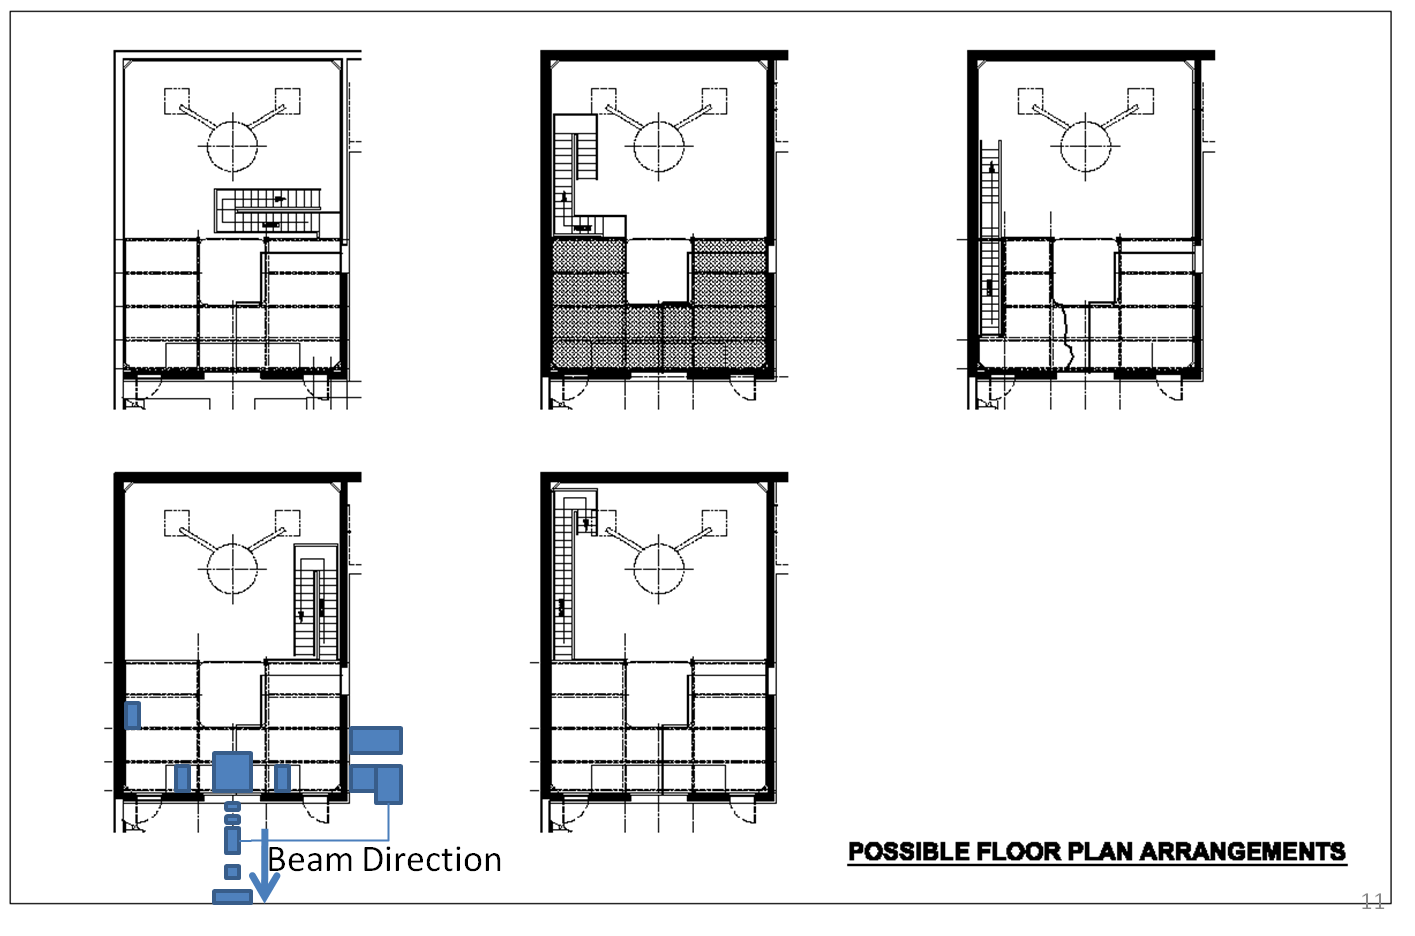 Beam Direction
POSSIBLE FLOOR PLAN ARRANGEMENTS
11